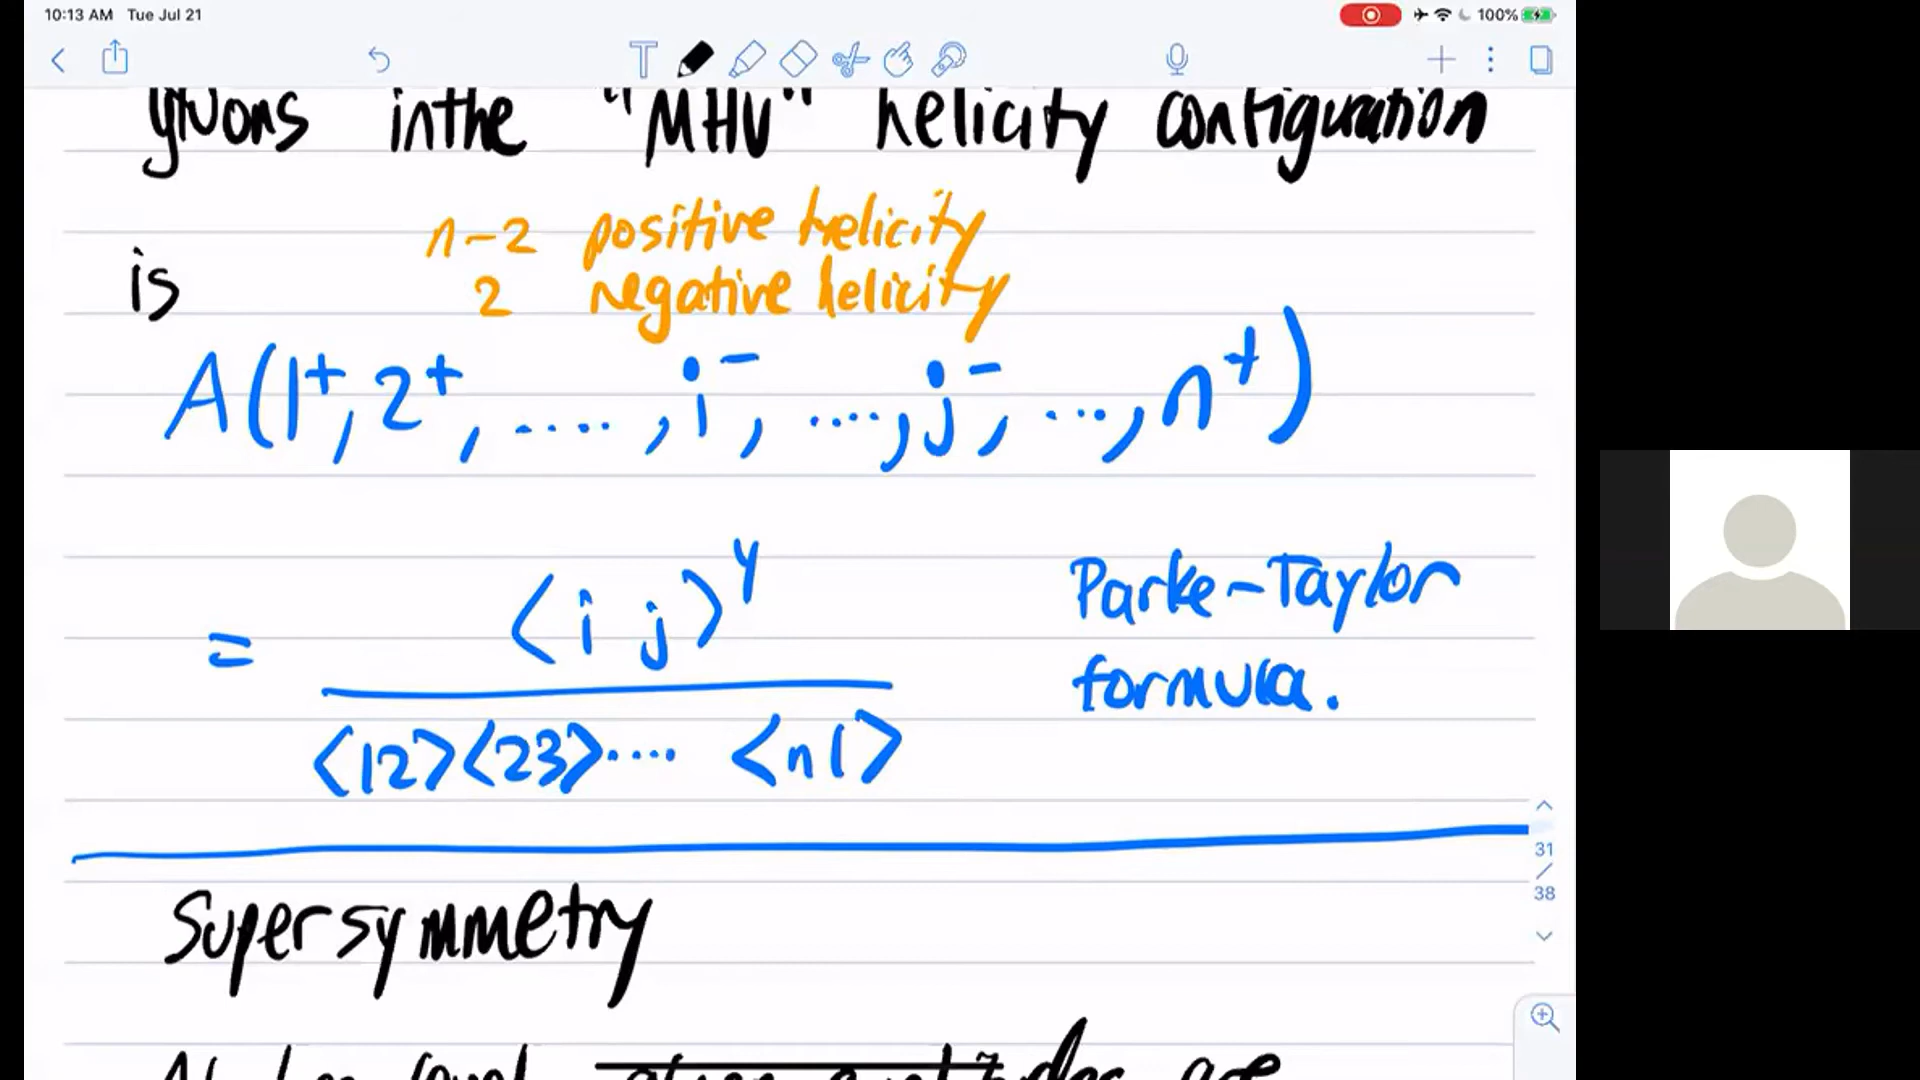 10:13 AM Tue Jul 21
100%
gluons in the "MHV" helicity configuration
n-2 positive helicity
is
2 negative helicity
A(1⁺, 2⁺, ...., i⁻, ...., j⁻, ..., n⁺)
= ⟨i j⟩⁴ / ⟨12⟩⟨23⟩.... ⟨n1⟩
Parke-Taylor
formula.
31
/
38
Supersymmetry
are